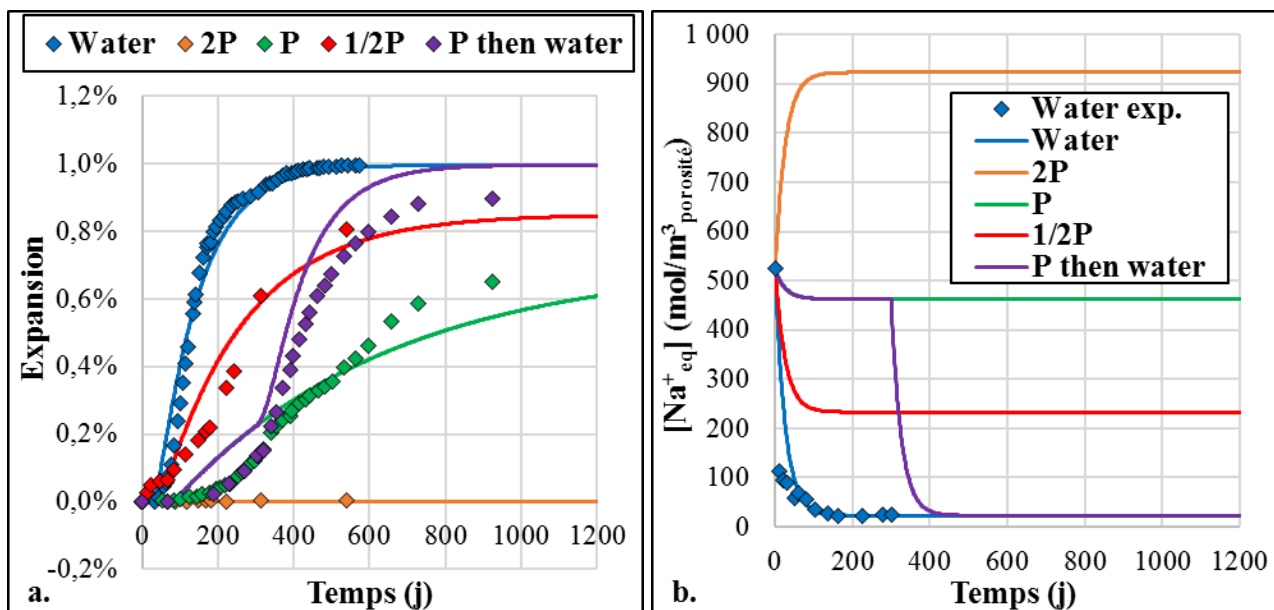 Water 2P P 1/2P P then water
1,2%
1,0%
0,8%
0,6%
0,4%
0,2%
0,0%
-0,2%
Expansion
0 200 400 600 800 1000 1200
a. Temps (j)
1 000
900
800
700
600
500
400
300
200
100
0
[Na⁺eq] (mol/m³porosité)
Water exp.
Water
2P
P
1/2P
P then water
0 200 400 600 800 1000 1200
b. Temps (j)